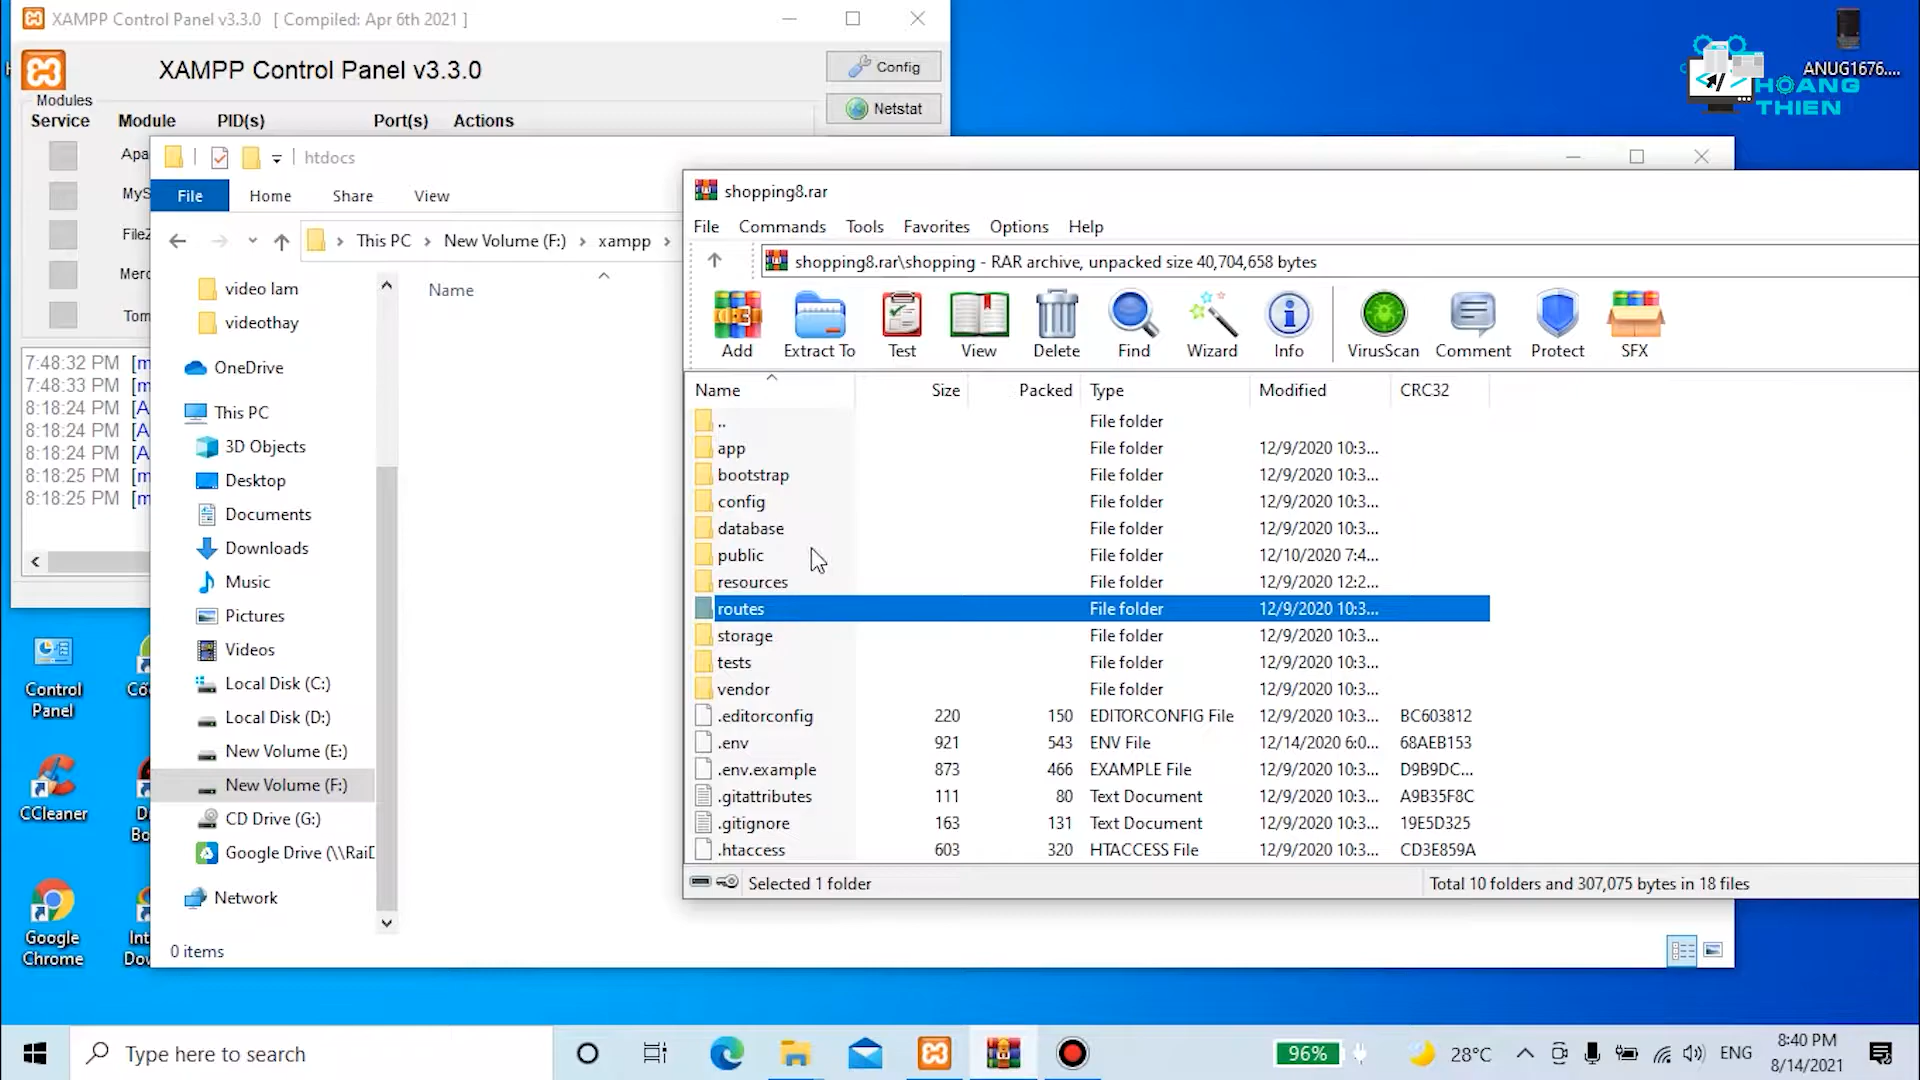 XAMPP Control Panel v3.3.0 [ Compiled: Apr 6th 2021 ]
XAMPP Control Panel v3.3.0
Config
Netstat
Modules
Service Module PID(s) Port(s) Actions
Apa
MyS
FileZ
Merc
Tom
7:48:32 PM [m
7:48:33 PM [m
8:18:24 PM [A
8:18:24 PM [A
8:18:24 PM [A
8:18:25 PM [m
8:18:25 PM [m
ANUG1676....
HOANG
THIEN
htdocs
File Home Share View
This PC New Volume (F:) xampp
Name
video lam
videothay
OneDrive
This PC
3D Objects
Desktop
Documents
Downloads
Music
Pictures
Videos
Local Disk (C:)
Local Disk (D:)
New Volume (E:)
New Volume (F:)
CD Drive (G:)
Google Drive (\\RaiD
Network
0 items
shopping8.rar
File Commands Tools Favorites Options Help
shopping8.rar\shopping - RAR archive, unpacked size 40,704,658 bytes
Add Extract To Test View Delete Find Wizard Info VirusScan Comment Protect SFX
Name Size Packed Type Modified CRC32
.. File folder
app File folder 12/9/2020 10:3...
bootstrap File folder 12/9/2020 10:3...
config File folder 12/9/2020 10:3...
database File folder 12/9/2020 10:3...
public File folder 12/10/2020 7:4...
resources File folder 12/9/2020 12:2...
routes File folder 12/9/2020 10:3...
storage File folder 12/9/2020 10:3...
tests File folder 12/9/2020 10:3...
vendor File folder 12/9/2020 10:3...
.editorconfig 220 150 EDITORCONFIG File 12/9/2020 10:3... BC603812
.env 921 543 ENV File 12/14/2020 6:0... 68AEB153
.env.example 873 466 EXAMPLE File 12/9/2020 10:3... D9B9DC...
.gitattributes 111 80 Text Document 12/9/2020 10:3... A9B35F8C
.gitignore 163 131 Text Document 12/9/2020 10:3... 19E5D325
.htaccess 603 320 HTACCESS File 12/9/2020 10:3... CD3E859A
Selected 1 folder
Total 10 folders and 307,075 bytes in 18 files
Control
Panel
CCleaner
Bo
Google
Chrome
Int
Dov
Type here to search
96%
28°C
ENG
8:40 PM
8/14/2021